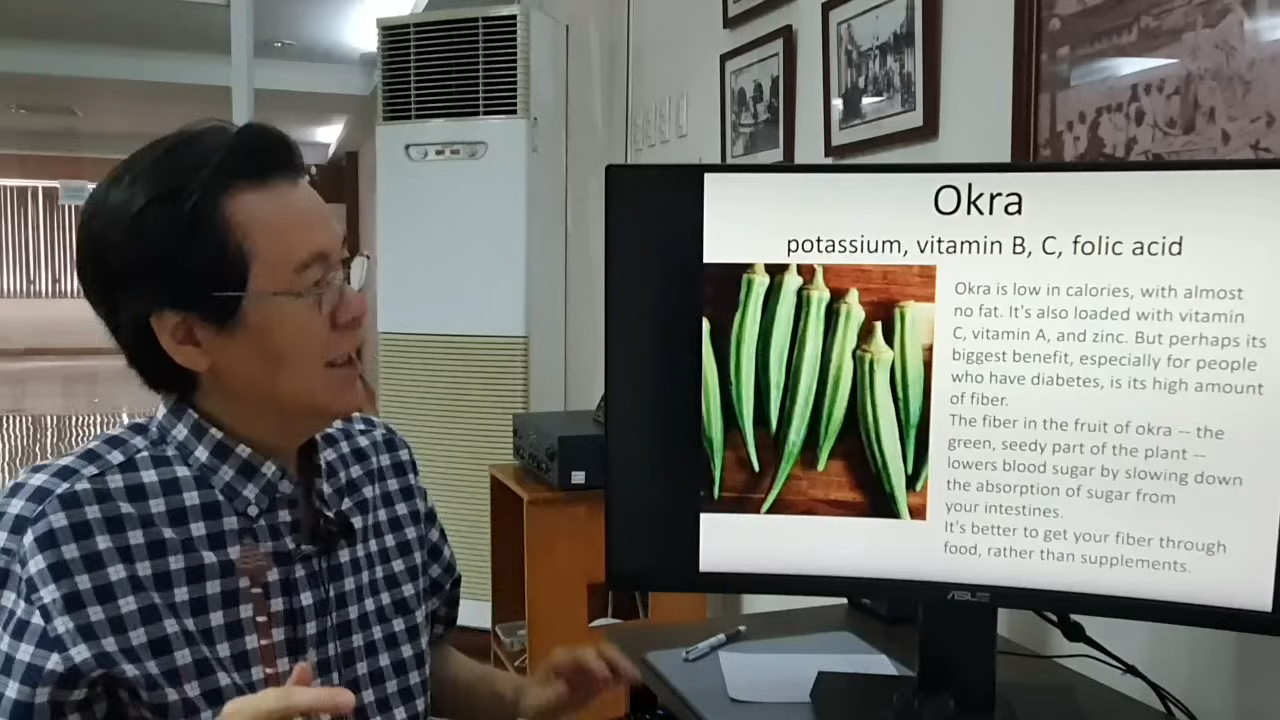 Okra
potassium, vitamin B, C, folic acid
Okra is low in calories, with almost
no fat. It's also loaded with vitamin
C, vitamin A, and zinc. But perhaps its
biggest benefit, especially for people
who have diabetes, is its high amount
of fiber.
The fiber in the fruit of okra -- the
green, seedy part of the plant --
lowers blood sugar by slowing down
the absorption of sugar from
your intestines.
It's better to get your fiber through
food, rather than supplements.
ASUS